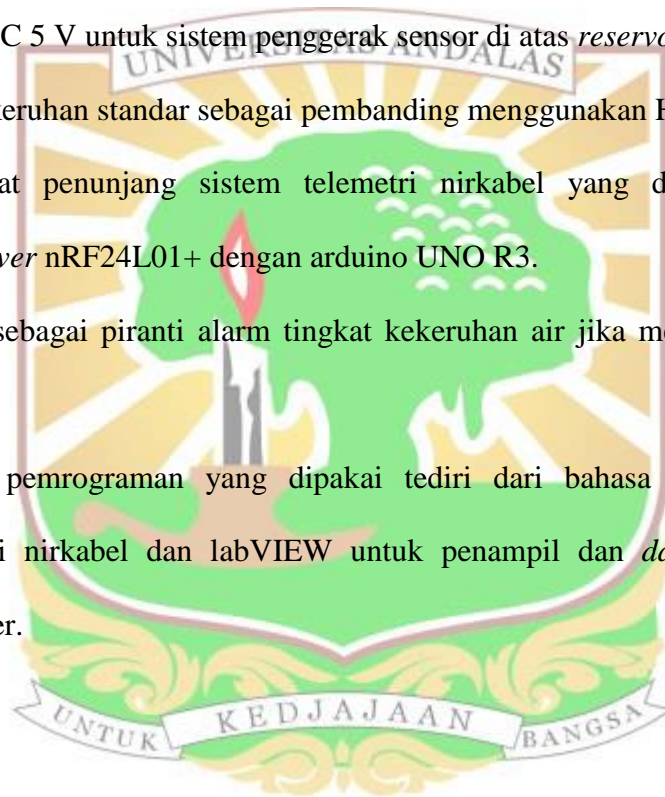 C 5 V untuk sistem penggerak sensor di atas reservo
UNIVERSITAS ANDALAS
keruhan standar sebagai pembanding menggunakan
at penunjang sistem telemetri nirkabel yang d
ver nRF24L01+ dengan arduino UNO R3.
sebagai piranti alarm tingkat kekeruhan air jika m
pemrograman yang dipakai tediri dari bahasa
i nirkabel dan labVIEW untuk penampil dan da
er.
UNTUK KEDJAJAAN BANGSA